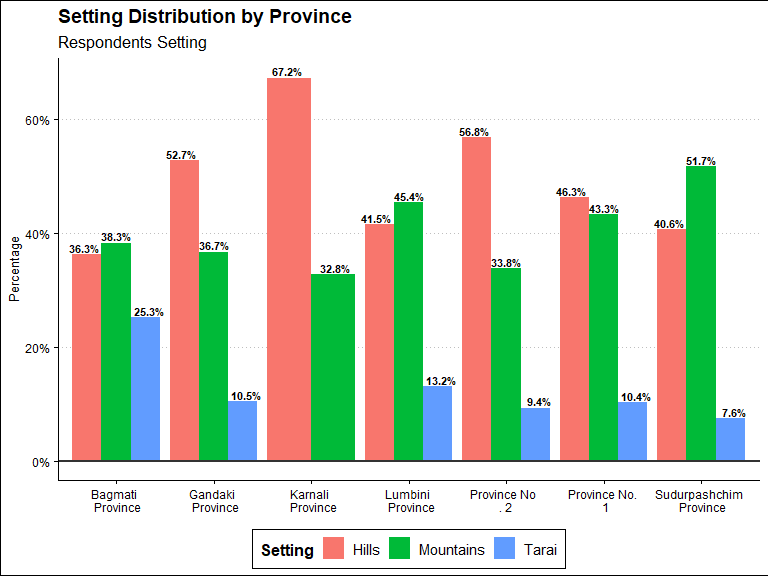 Setting Distribution by Province
Respondents Setting
67.2%
60%
56.8%
52.7%
51.7%
46.3%
45.4%
43.3%
41.5%
40.6%
40%
38.3%
36.3%
36.7%
33.8%
32.8%
25.3%
20%
13.2%
10.5%
10.4%
9.4%
7.6%
0%
Percentage
Bagmati
Province
Gandaki
Province
Karnali
Province
Lumbini
Province
Province No
. 2
Province No.
1
Sudurpashchim
Province
Setting Hills Mountains Tarai